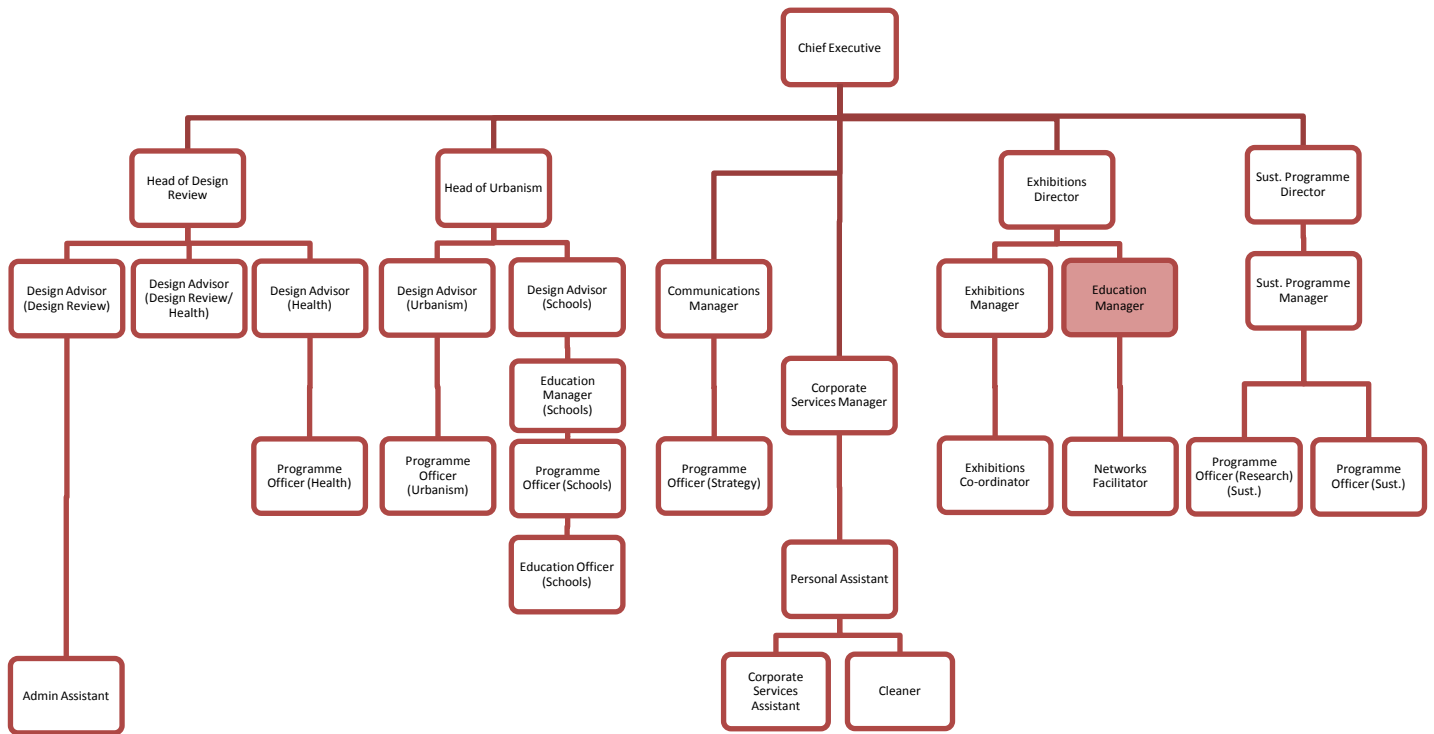 Chief Executive
Head of Design
Review
Head of Urbanism
Exhibitions
Director
Sust. Programme
Director
Design Advisor
(Design Review)
Design Advisor
(Design Review/
Health)
Design Advisor
(Health)
Design Advisor
(Urbanism)
Design Advisor
(Schools)
Communications
Manager
Exhibitions
Manager
Education
Manager
Sust. Programme
Manager
Education
Manager
(Schools)
Corporate
Services Manager
Programme
Officer (Health)
Programme
Officer
(Urbanism)
Programme
Officer (Schools)
Programme
Officer (Strategy)
Exhibitions
Co-ordinator
Networks
Facilitator
Programme
Officer (Research)
(Sust.)
Programme
Officer (Sust.)
Education Officer
(Schools)
Personal Assistant
Admin Assistant
Corporate
Services
Assistant
Cleaner